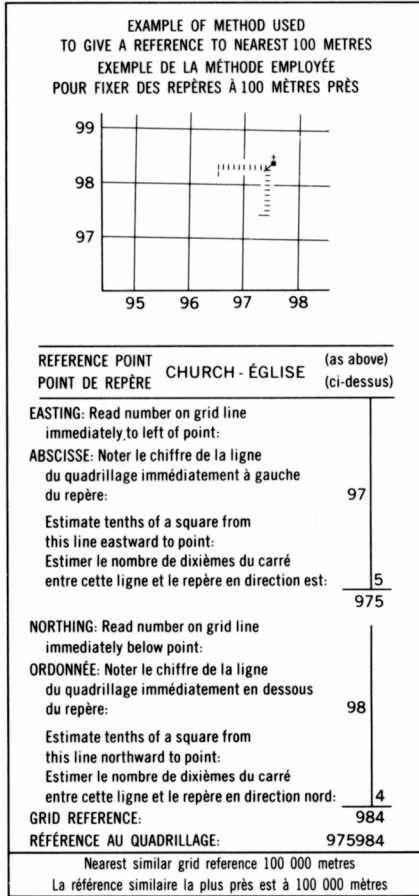 EXAMPLE OF METHOD USED
TO GIVE A REFERENCE TO NEAREST 100 METRES
EXEMPLE DE LA MÉTHODE EMPLOYÉE
POUR FIXER DES REPÈRES À 100 MÈTRES PRÈS
99
98
97
95 96 97 98
REFERENCE POINT CHURCH - ÉGLISE (as above)
POINT DE REPÈRE (ci-dessus)
EASTING: Read number on grid line
immediately to left of point:
ABSCISSE: Noter le chiffre de la ligne
du quadrillage immédiatement à gauche
du repère: 97
Estimate tenths of a square from
this line eastward to point:
Estimer le nombre de dixièmes du carré
entre cette ligne et le repère en direction est: 5
975
NORTHING: Read number on grid line
immediately below point:
ORDONNÉE: Noter le chiffre de la ligne
du quadrillage immédiatement en dessous
du repère: 98
Estimate tenths of a square from
this line northward to point:
Estimer le nombre de dixièmes du carré
entre cette ligne et le repère en direction nord: 4
GRID REFERENCE: 984
RÉFÉRENCE AU QUADRILLAGE: 975984
Nearest similar grid reference 100 000 metres
La référence similaire la plus près est à 100 000 mètres